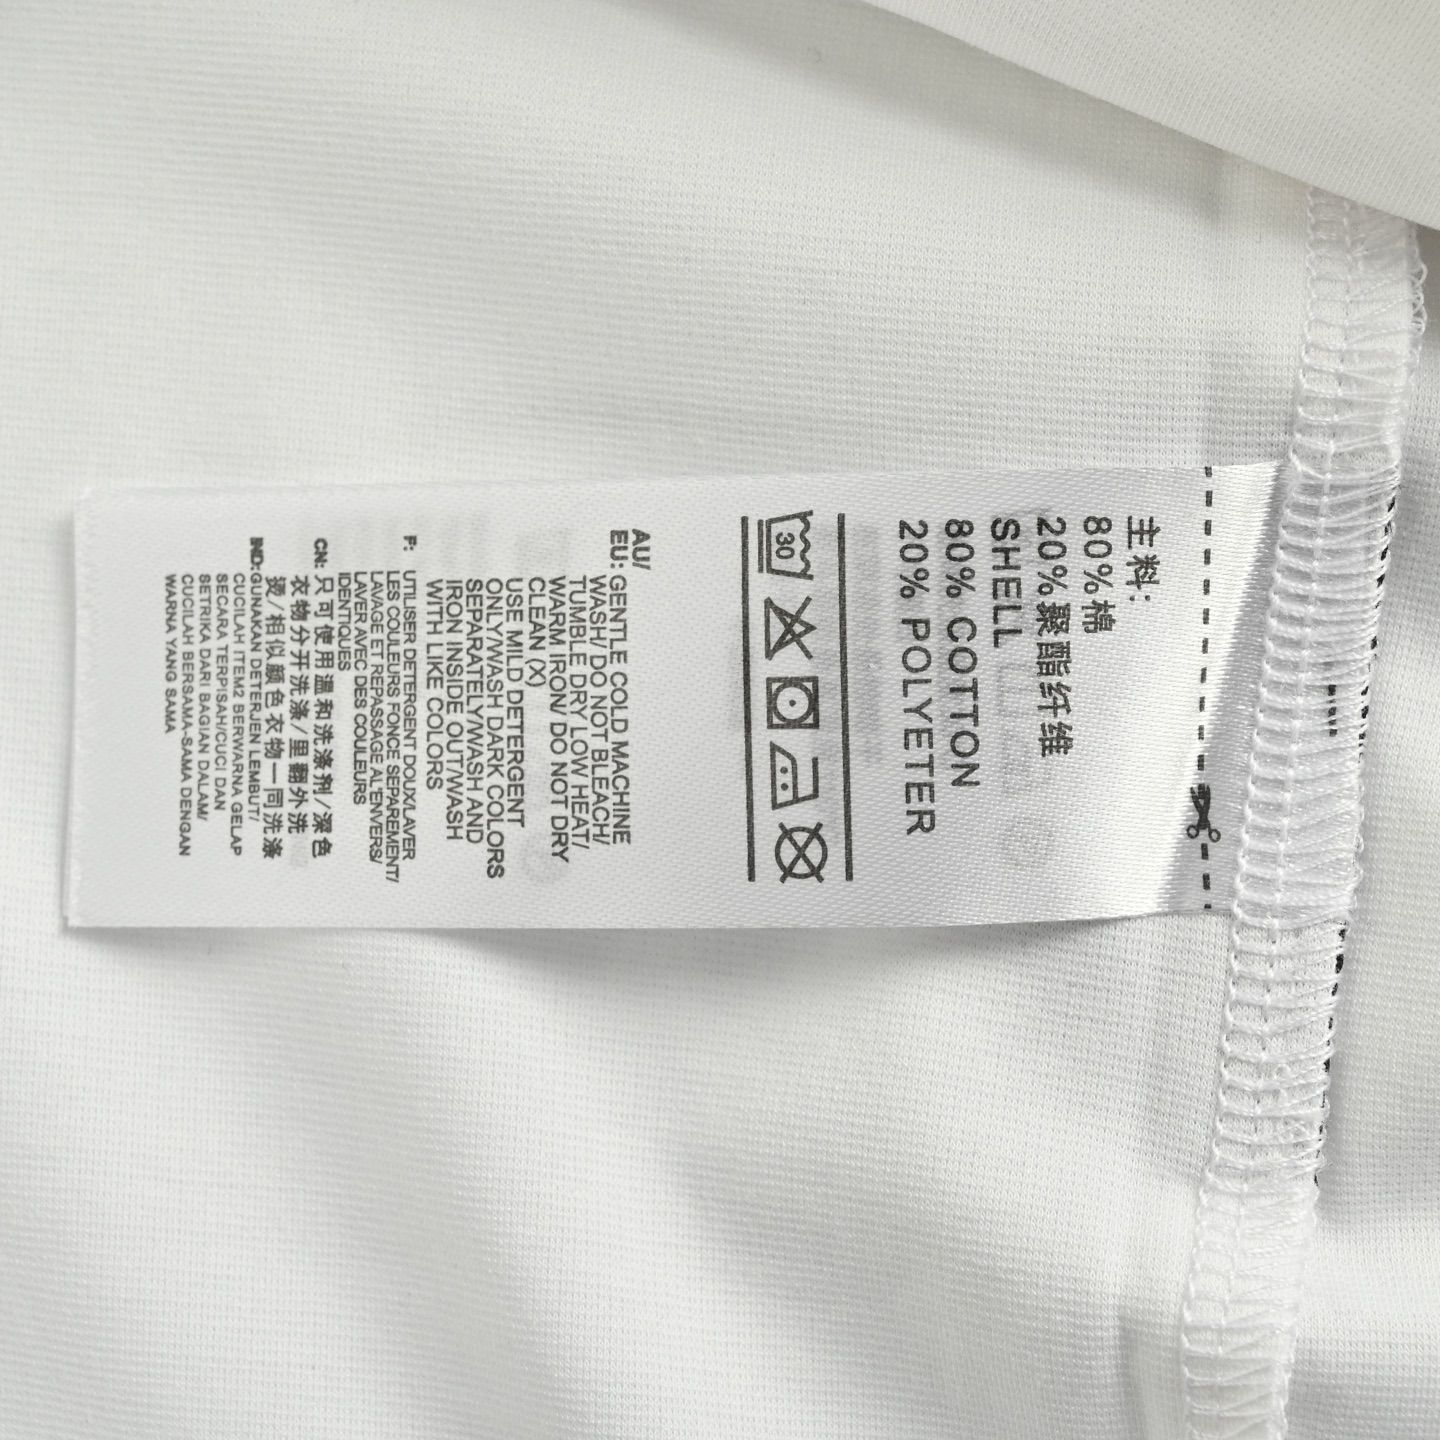 主料:
80%棉
20%聚酯纤维
SHELL
80% COTTON
20% POLYETER
30
AU/
EU: GENTLE COLD MACHINE
WASH/ DO NOT BLEACH/
TUMBLE DRY LOW HEAT/
WARM IRON/ DO NOT DRY
CLEAN (X)
USE MILD DETERGENT
ONLY/WASH DARK COLORS
SEPARATELY/WASH AND
IRON INSIDE OUT/WASH
WITH LIKE COLORS
F: UTILISER DETERGENT DOUX/LAVER
LES COULEURS FONCE SEPAREMENT/
LAVAGE ET REPASSAGE AL'ENVERS/
LAVER AVEC DES COULEURS
IDENTIQUES
CN: 只可使用温和洗涤剂/深色
衣物分开洗涤/里翻外洗
烫/相似颜色衣物一同洗涤
IND:GUNAKAN DETERJEN LEMBUT/
CUCILAH ITEM2 BERWARNA GELAP
SECARA TERPISAH/CUCI DAN
SETRIKA DARI BAGIAN DALAM/
CUCILAH BERSAMA-SAMA DENGAN
WARNA YANG SAMA